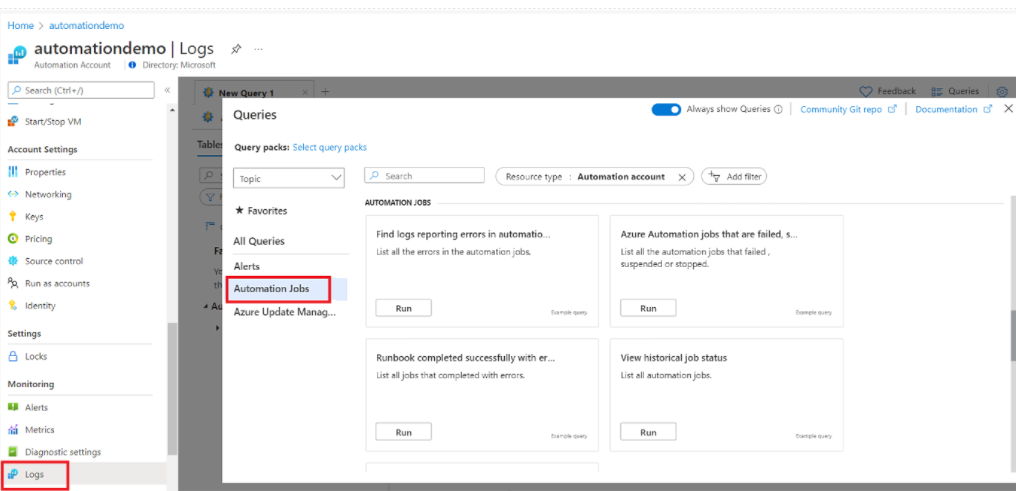 Home > automationdemo
automationdemo | Logs
Automation Account
Directory: Microsoft
Search (Ctrl+/)
Start/Stop VM
Account Settings
Properties
Networking
Keys
Pricing
Source control
Run as accounts
Identity
Settings
Locks
Monitoring
Alerts
Metrics
Diagnostic settings
Logs
New Query 1
Feedback
Queries
Tables
Queries
Always show Queries
Community Git repo
Documentation
Query packs: Select query packs
Topic
Search
Resource type : Automation account
Add filter
Favorites
All Queries
Alerts
Automation Jobs
Azure Update Manag...
AUTOMATION JOBS
Find logs reporting errors in automatio...
List all the errors in the automation jobs.
Run
Example query
Azure Automation jobs that are failed, s...
List all the automation jobs that failed ,
suspended or stopped.
Run
Example query
Runbook completed successfully with er...
List all jobs that completed with errors.
Run
Example query
View historical job status
List all automation jobs.
Run
Example query